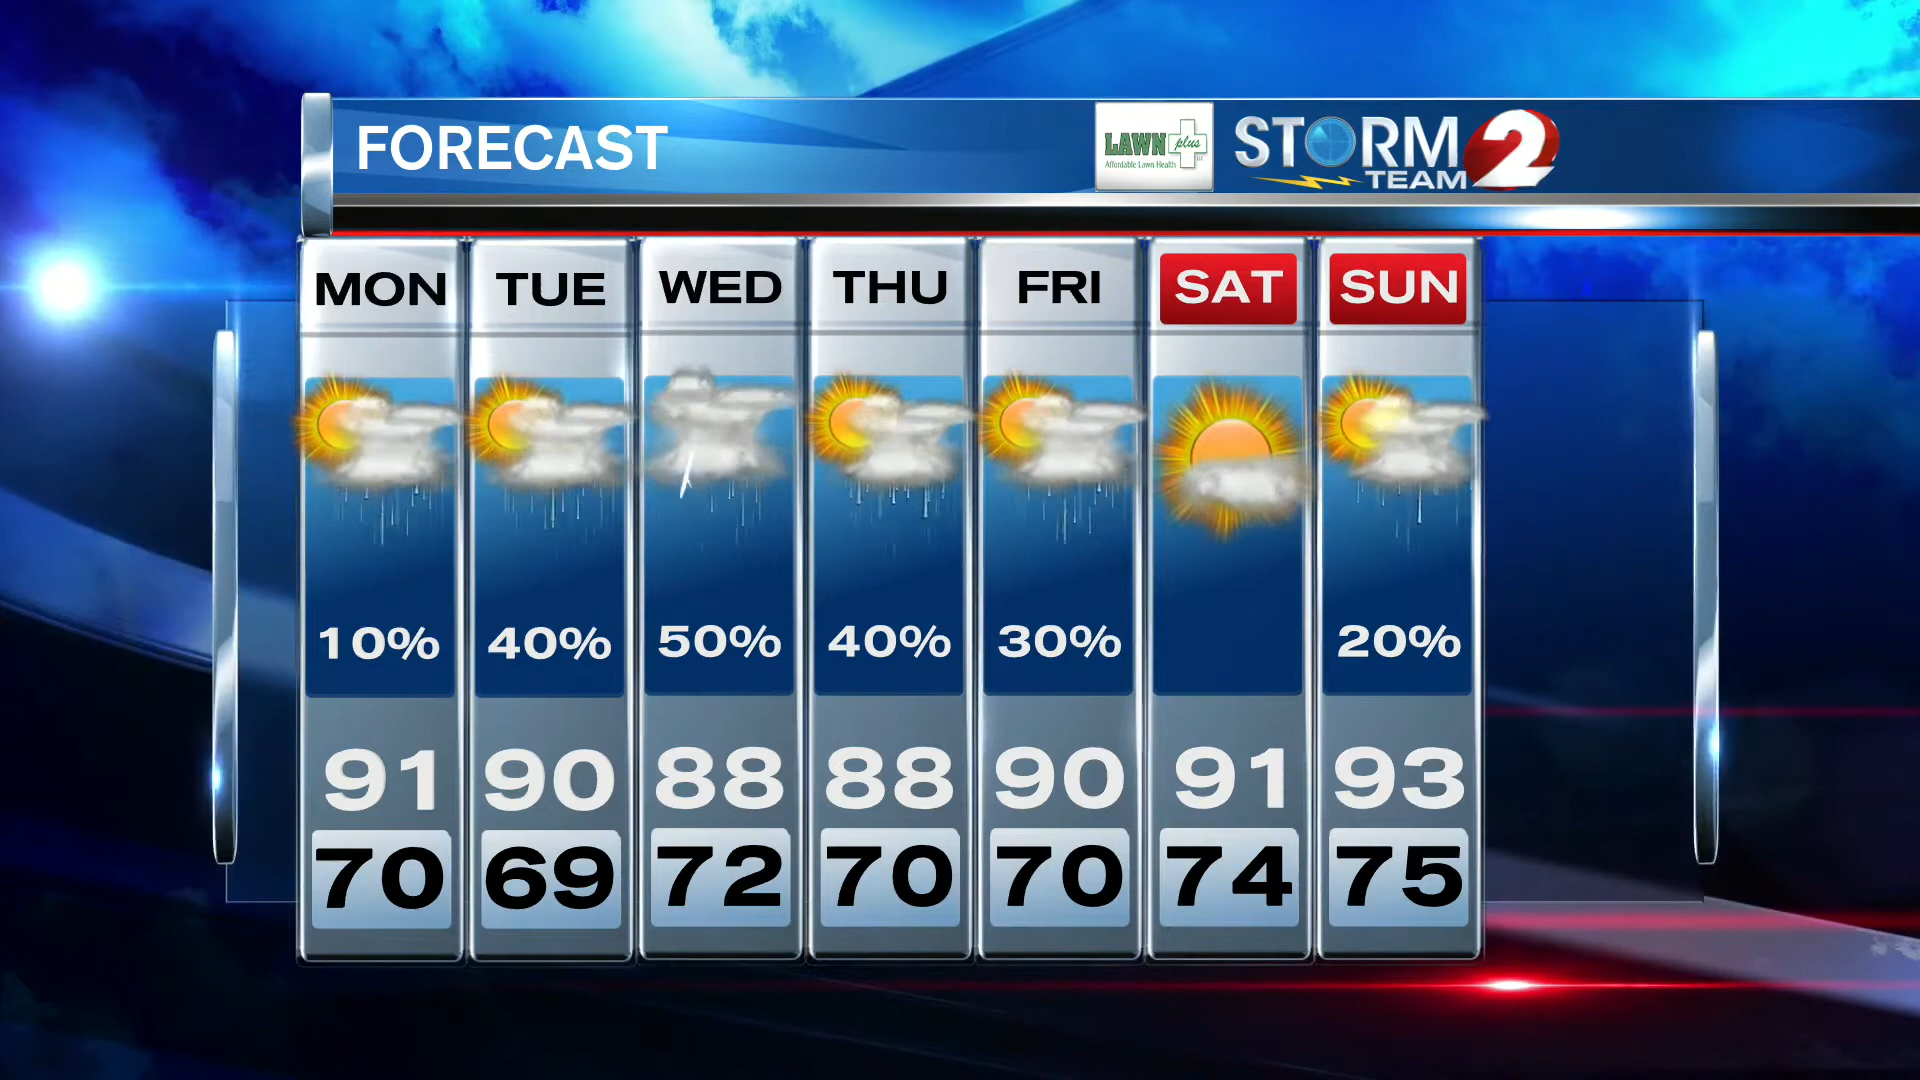 FORECAST
LAWN plus
Affordable Lawn Health
STORM
TEAM 2
MON TUE WED THU FRI SAT SUN
10% 40% 50% 40% 30% 20%
91 90 88 88 90 91 93
70 69 72 70 70 74 75